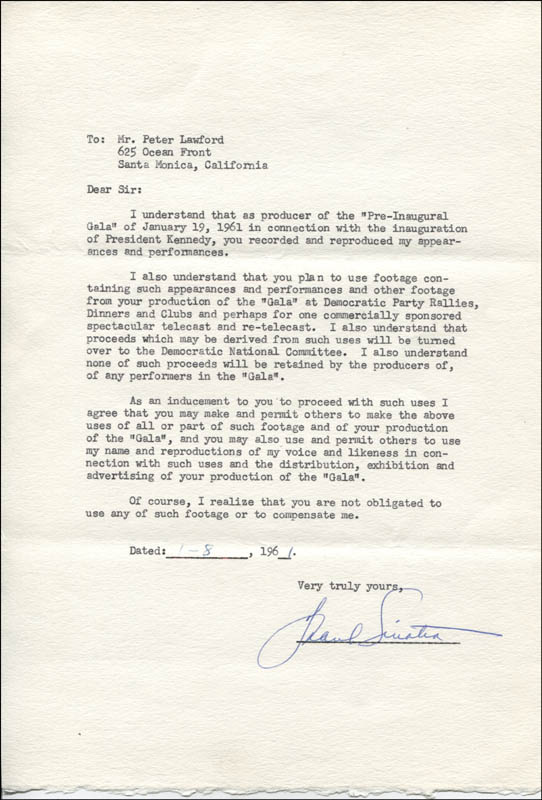 To: Mr. Peter Lawford
625 Ocean Front
Santa Monica, California
Dear Sir:
I understand that as producer of the "Pre-Inaugural
Gala" of January 19, 1961 in connection with the inauguration
of President Kennedy, you recorded and reproduced my appear-
ances and performances.
I also understand that you plan to use footage con-
taining such appearances and performances and other footage
from your production of the "Gala" at Democratic Party Rallies,
Dinners and Clubs and perhaps for one commercially sponsored
spectacular telecast and re-telecast. I also understand that
proceeds which may be derived from such uses will be turned
over to the Democratic National Committee. I also understand
none of such proceeds will be retained by the producers of,
of any performers in the "Gala".
As an inducement to you to proceed with such uses I
agree that you may make and permit others to make the above
uses of all or part of such footage and of your production
of the "Gala", and you may also use and permit others to use
my name and reproductions of my voice and likeness in con-
nection with such uses and the distribution, exhibition and
advertising of your production of the "Gala".
Of course, I realize that you are not obligated to
use any of such footage or to compensate me.
Dated: 1-8, 1961.
Very truly yours,
Frank Sinatra